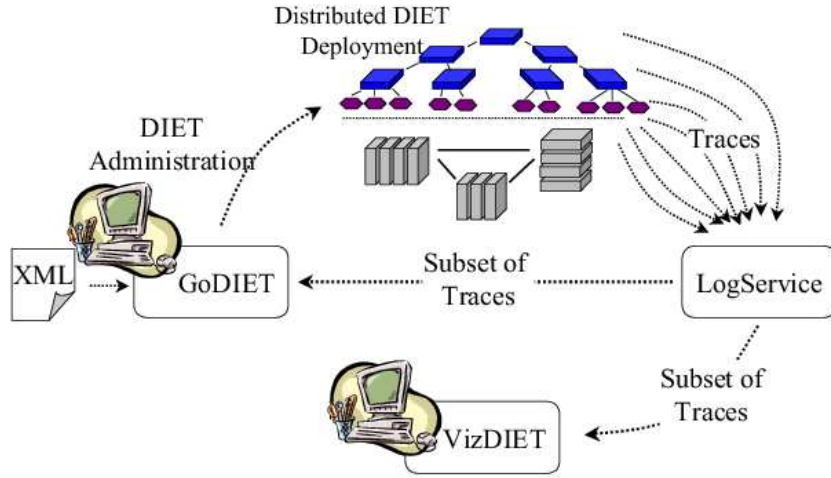 Distributed DIET
Deployment
DIET
Administration
Traces
XML
GoDIET
Subset of
Traces
LogService
Subset of
Traces
VizDIET